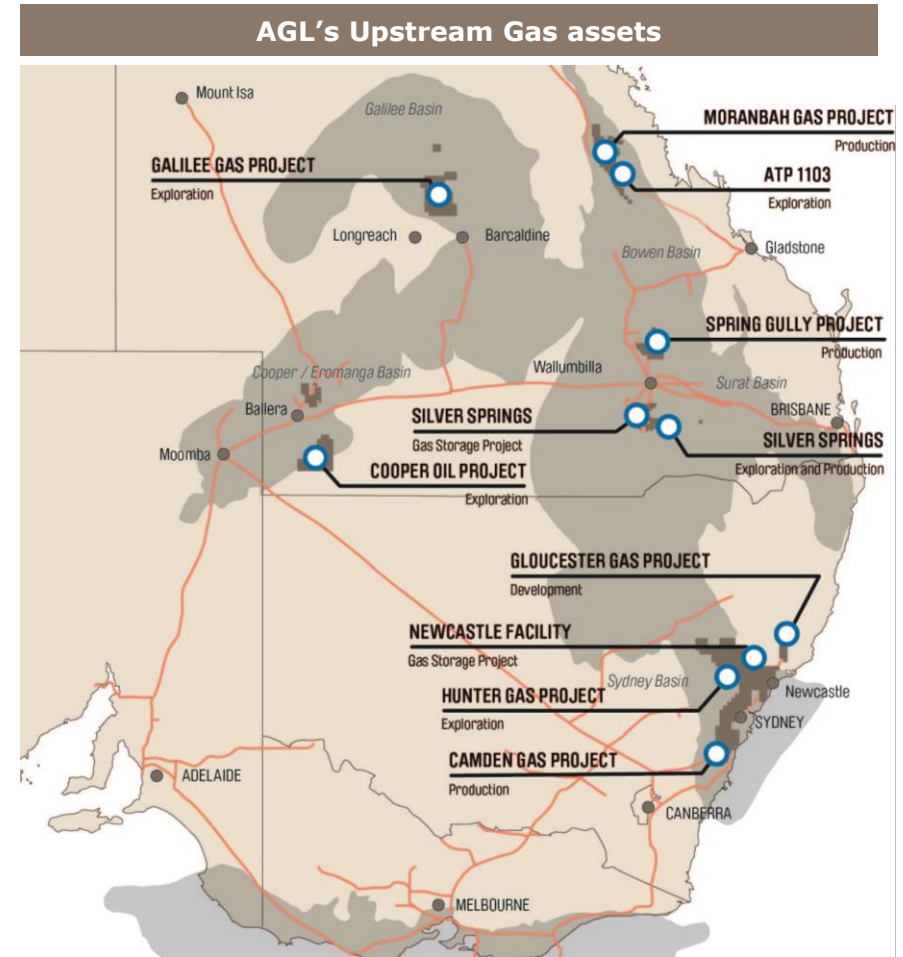 AGL’s Upstream Gas assets
Mount Isa
Galilee Basin
MORANBAH GAS PROJECT
Production
GALILEE GAS PROJECT
Exploration
ATP 1103
Exploration
Longreach
Barcaldine
Gladstone
Bowen Basin
SPRING GULLY PROJECT
Production
Wallumbilla
Cooper / Eromanga Basin
Surat Basin
Ballera
BRISBANE
SILVER SPRINGS
Gas Storage Project
SILVER SPRINGS
Exploration and Production
Moomba
COOPER OIL PROJECT
Exploration
GLOUCESTER GAS PROJECT
Development
NEWCASTLE FACILITY
Gas Storage Project
Sydney Basin
HUNTER GAS PROJECT
Exploration
Newcastle
SYDNEY
CAMDEN GAS PROJECT
Production
ADELAIDE
CANBERRA
MELBOURNE